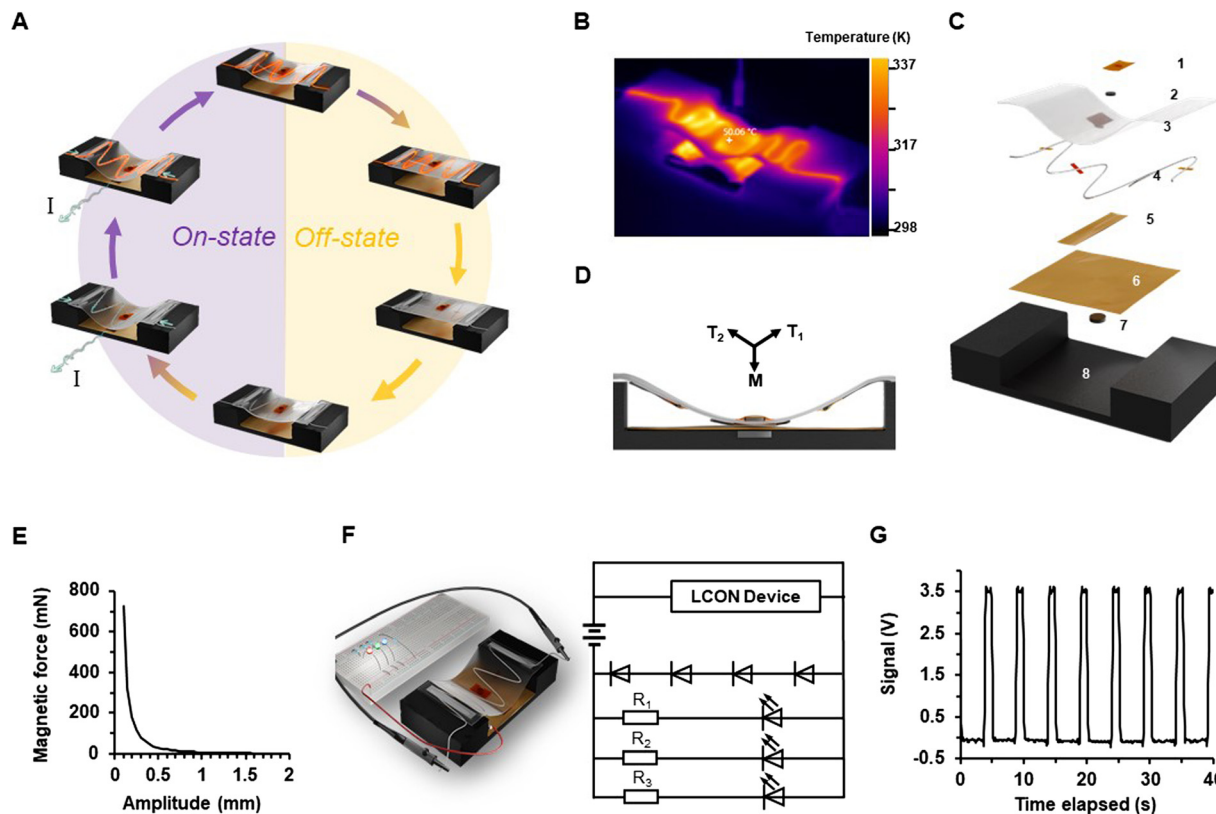 A
On-state
Off-state
I
I
B
Temperature (K)
337
317
298
50.06 °C
C
1
2
3
4
5
6
7
8
D
T2
T1
M
E
Magnetic force (mN)
800
600
400
200
0
0
0.5
1
1.5
2
Amplitude (mm)
F
LCON Device
R1
R2
R3
G
Signal (V)
3.5
2.5
1.5
0.5
-0.5
0
10
20
30
40
Time elapsed (s)